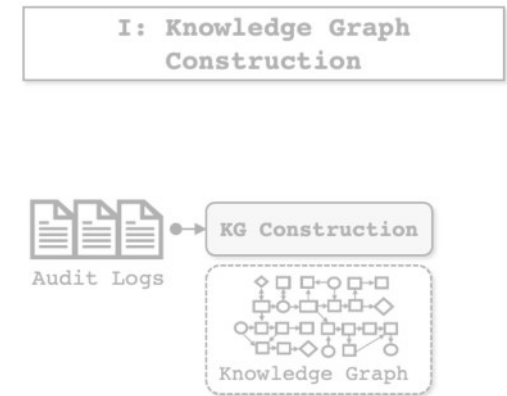 I: Knowledge Graph
Construction
KG Construction
Audit Logs
Knowledge Graph